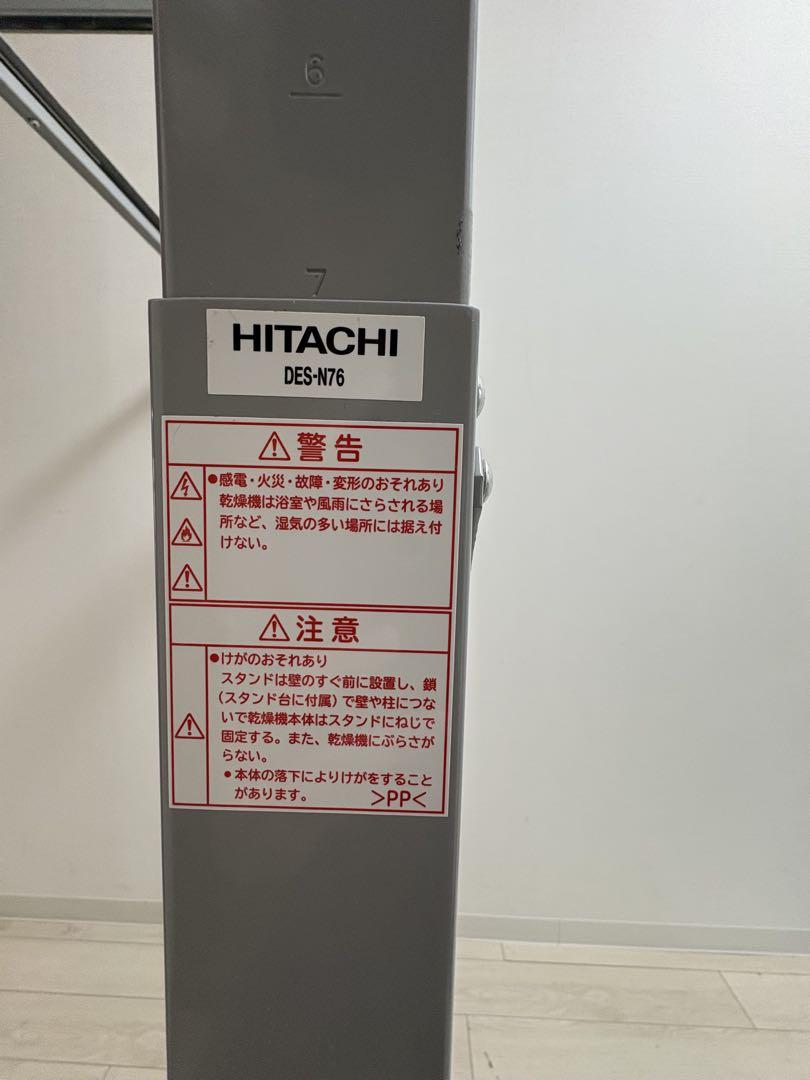 6
7
HITACHI
DES-N76
警告
●感電・火災・故障・変形のおそれあり
乾燥機は浴室や風雨にさらされる場
所など、湿気の多い場所には据え付
けない。
注意
●けがのおそれあり
スタンドは壁のすぐ前に設置し、鎖
(スタンド台に付属)で壁や柱につな
いで乾燥機本体はスタンドにねじで
固定する。また、乾燥機にぶらさが
らない。
●本体の落下によりけがをすること
があります。 >PP<